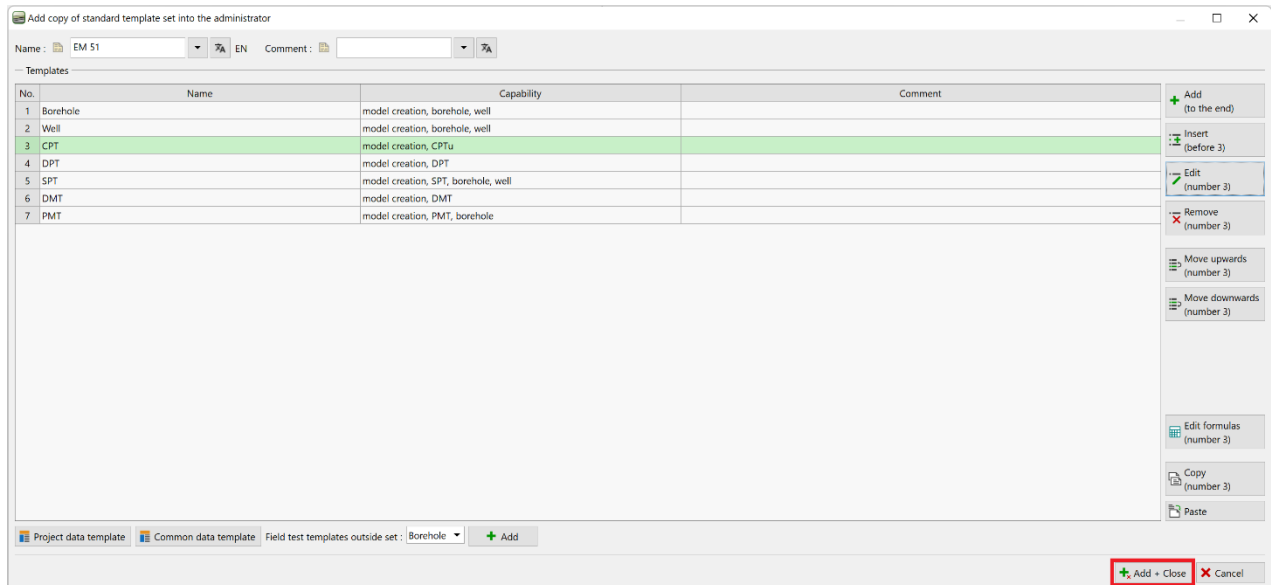 Add copy of standard template set into the administrator
Name : EM 51 EN Comment :
Templates
No. Name Capability Comment
1 Borehole model creation, borehole, well
2 Well model creation, borehole, well
3 CPT model creation, CPTu
4 DPT model creation, DPT
5 SPT model creation, SPT, borehole, well
6 DMT model creation, DMT
7 PMT model creation, PMT, borehole
Add
(to the end)
Insert
(before 3)
Edit
(number 3)
Remove
(number 3)
Move upwards
(number 3)
Move downwards
(number 3)
Edit formulas
(number 3)
Copy
(number 3)
Paste
Project data template Common data template Field test templates outside set : Borehole Add
Add + Close Cancel